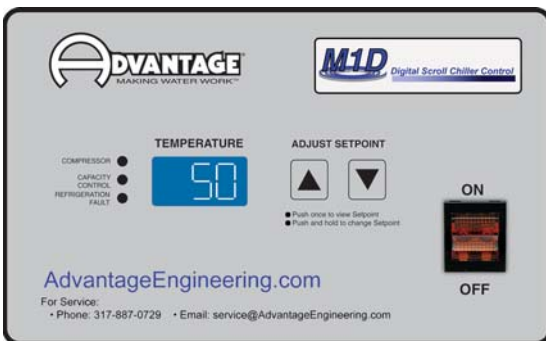 ADVANTAGE®
MAKING WATER WORK™
M1D Digital Scroll Chiller Control
TEMPERATURE
ADJUST SETPOINT
COMPRESSOR
CAPACITY
CONTROL
REFRIGERATION
FAULT
50
● Push once to view Setpoint
● Push and hold to change Setpoint
ON
OFF
AdvantageEngineering.com
For Service:
• Phone: 317-887-0729 • Email: service@AdvantageEngineering.com